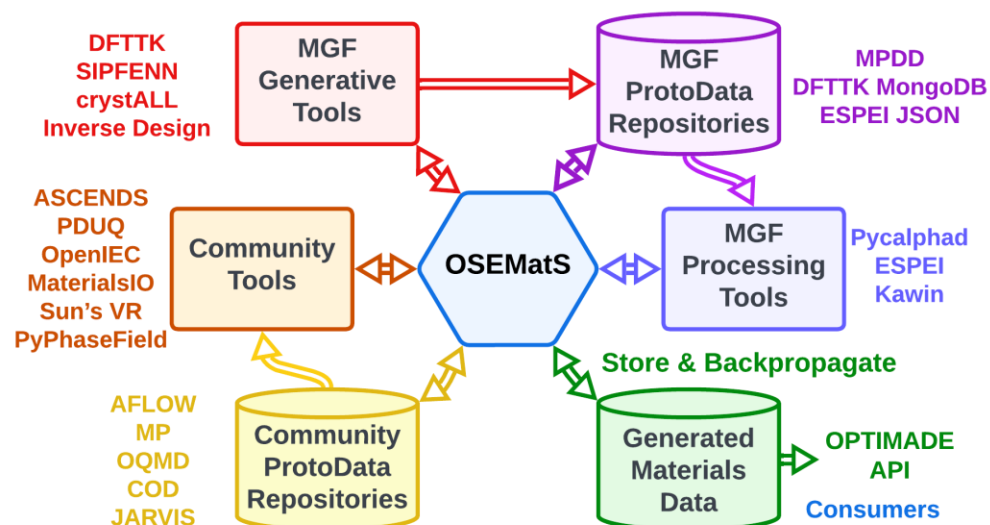 DFTTK
SIPFENN
crystALL
Inverse Design
MGF
Generative
Tools
MGF
ProtoData
Repositories
MPDD
DFTTK MongoDB
ESPEI JSON
ASCENDS
PDUQ
OpenIEC
MaterialsIO
Sun's VR
PyPhaseField
Community
Tools
OSEMatS
MGF
Processing
Tools
Pycalphad
ESPEI
Kawin
AFLOW
MP
OQMD
COD
JARVIS
Community
ProtoData
Repositories
Store & Backpropagate
Generated
Materials
Data
OPTIMADE
API
Consumers